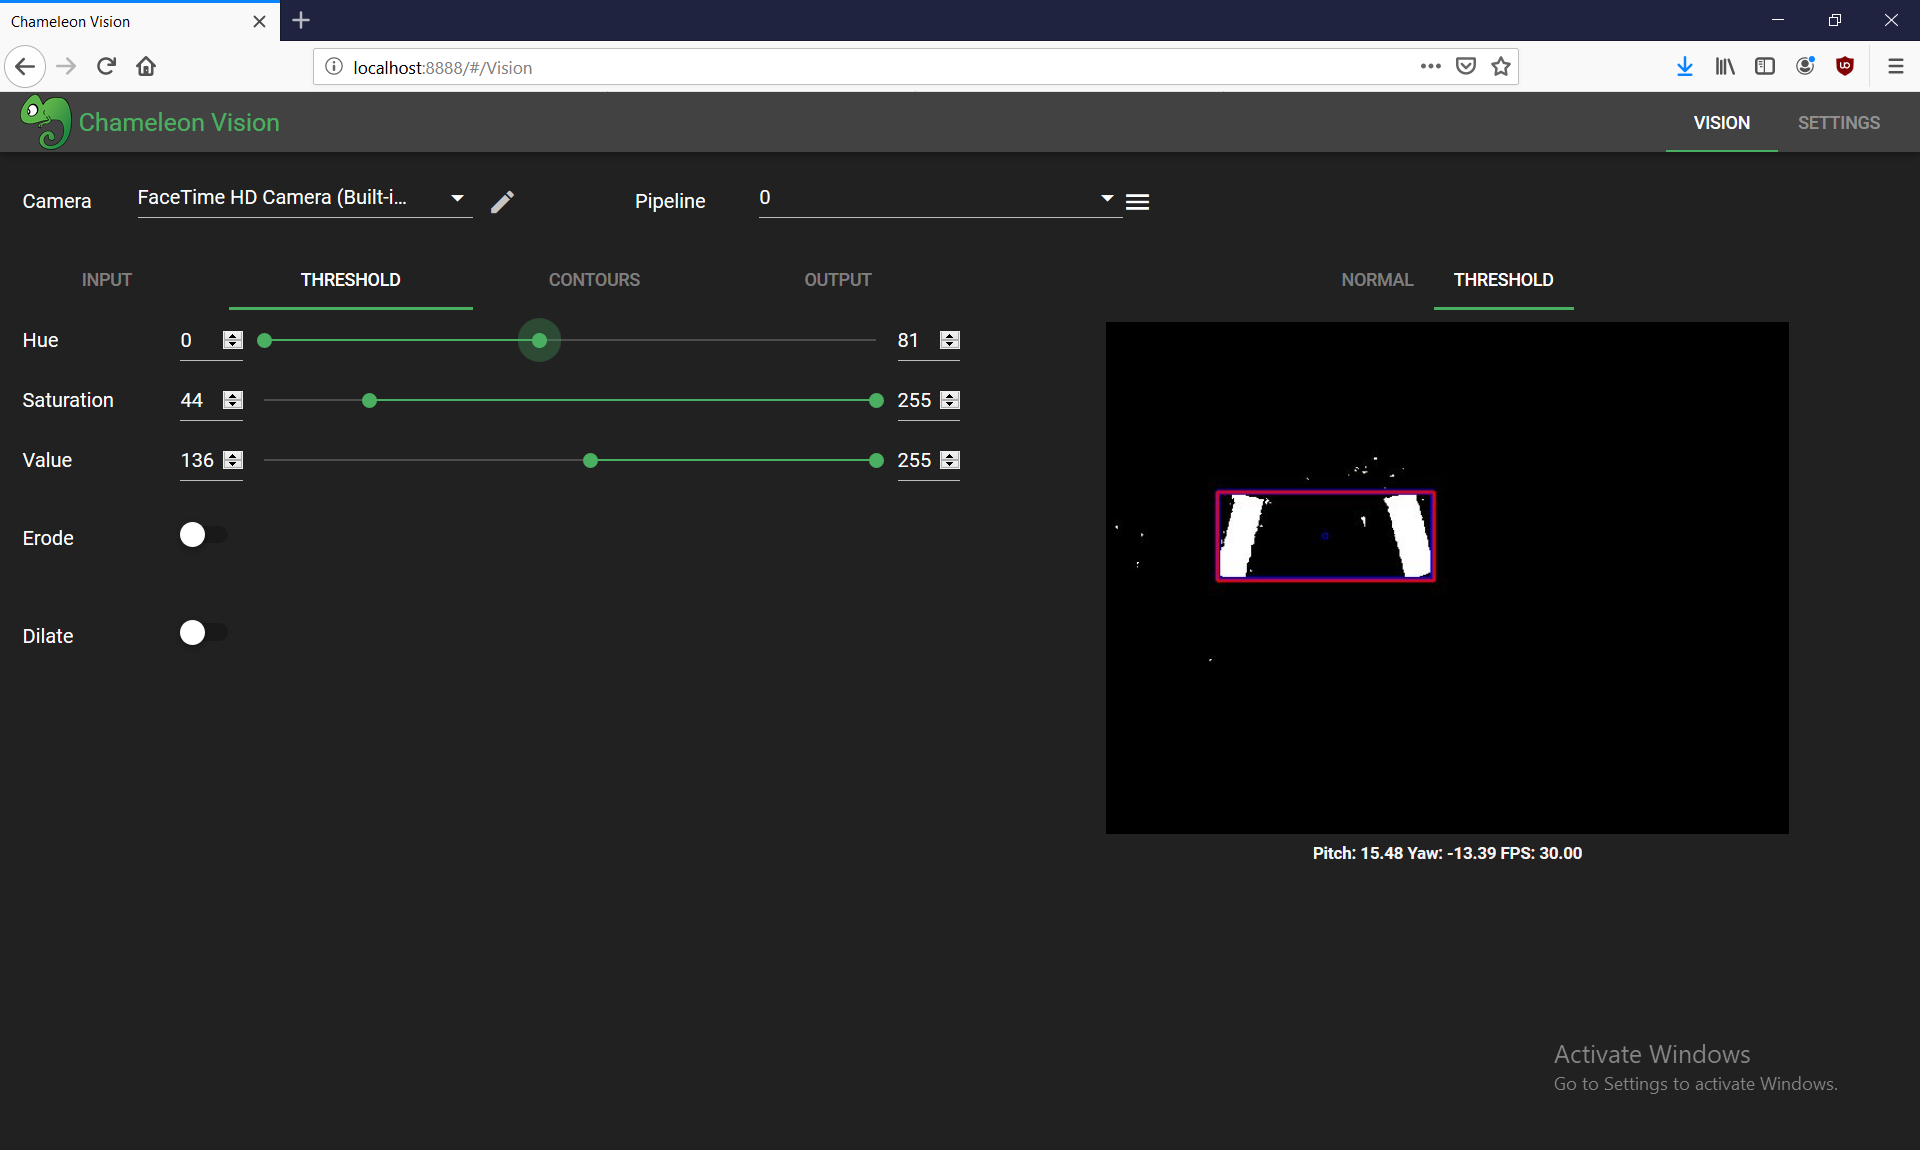 Chameleon Vision
localhost:8888/#/Vision
Chameleon Vision
VISION SETTINGS
Camera FaceTime HD Camera (Built-i... Pipeline 0
INPUT THRESHOLD CONTOURS OUTPUT NORMAL THRESHOLD
Hue 0 81
Saturation 44 255
Value 136 255
Erode
Dilate
Pitch: 15.48 Yaw: -13.39 FPS: 30.00
Activate Windows
Go to Settings to activate Windows.